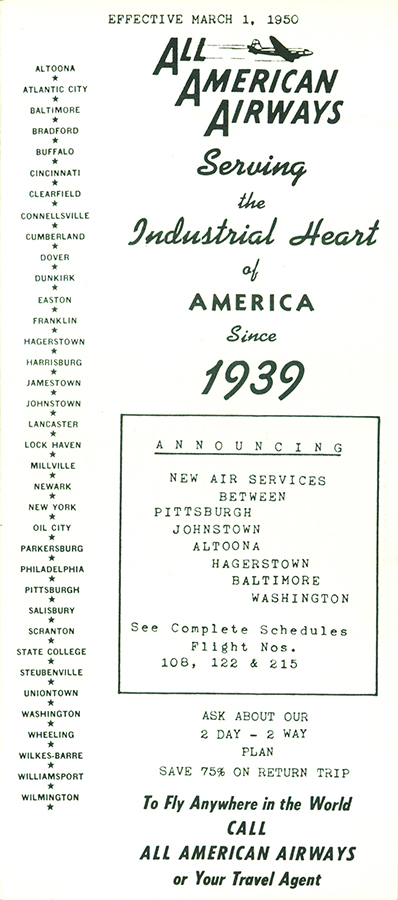 EFFECTIVE MARCH 1, 1950
ALL
AMERICAN
AIRWAYS
Serving
the
Industrial Heart
of
AMERICA
Since
1939
ALTOONA
ATLANTIC CITY
BALTIMORE
BRADFORD
BUFFALO
CINCINNATI
CLEARFIELD
CONNELLSVILLE
CUMBERLAND
DOVER
DUNKIRK
EASTON
FRANKLIN
HAGERSTOWN
HARRISBURG
JAMESTOWN
JOHNSTOWN
LANCASTER
LOCK HAVEN
MILLVILLE
NEWARK
NEW YORK
OIL CITY
PARKERSBURG
PHILADELPHIA
PITTSBURGH
SALISBURY
SCRANTON
STATE COLLEGE
STEUBENVILLE
UNIONTOWN
WASHINGTON
WHEELING
WILKES-BARRE
WILLIAMSPORT
WILMINGTON
ANNOUNCING
NEW AIR SERVICES
BETWEEN
PITTSBURGH
JOHNSTOWN
ALTOONA
HAGERSTOWN
BALTIMORE
WASHINGTON
See Complete Schedules
Flight Nos.
108, 122 & 215
ASK ABOUT OUR
2 DAY - 2 WAY
PLAN
SAVE 75% ON RETURN TRIP
To Fly Anywhere in the World
CALL
ALL AMERICAN AIRWAYS
or Your Travel Agent